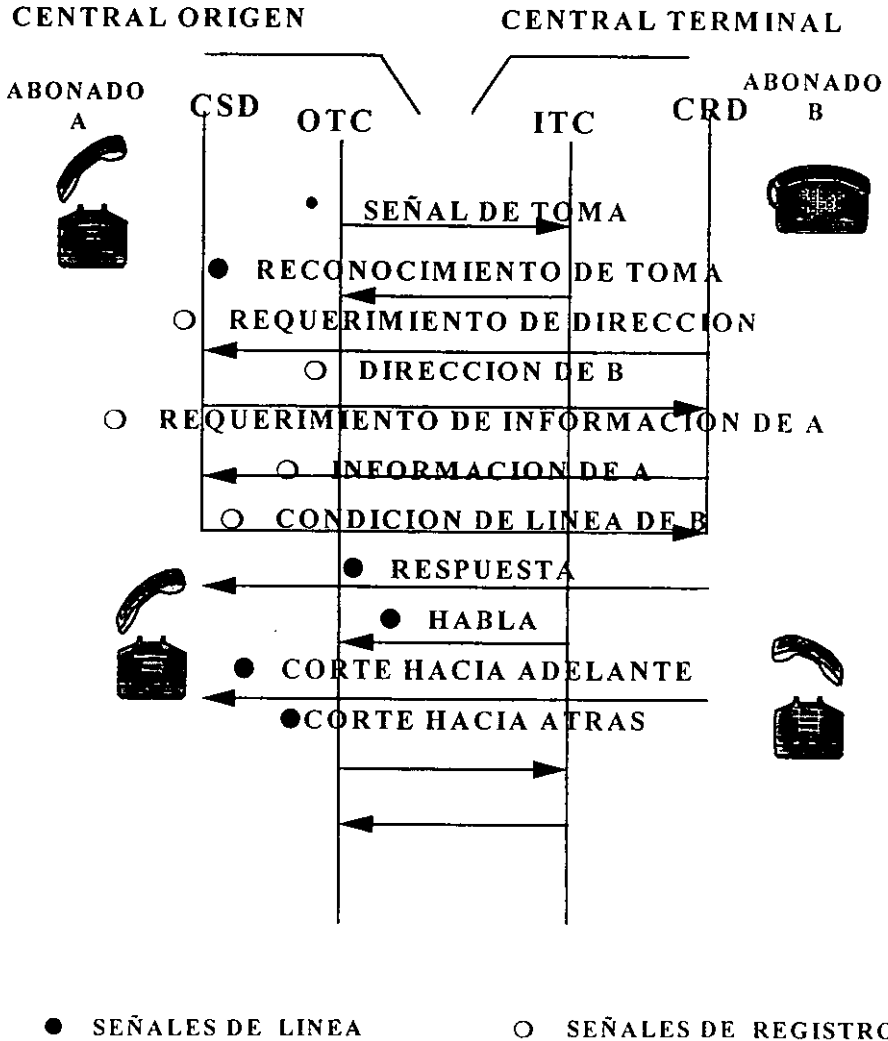 CENTRAL ORIGEN
CENTRAL TERMINAL
ABONADO
A
CSD
OTC
ITC
CRD
ABONADO
B
• SEÑAL DE TOMA
● RECONOCIMIENTO DE TOMA
○ REQUERIMIENTO DE DIRECCION
○ DIRECCION DE B
○ REQUERIMIENTO DE INFORMACION DE A
○ INFORMACION DE A
○ CONDICION DE LINEA DE B
● RESPUESTA
● HABLA
● CORTE HACIA ADELANTE
● CORTE HACIA ATRAS
● SEÑALES DE LINEA
○ SEÑALES DE REGISTRO